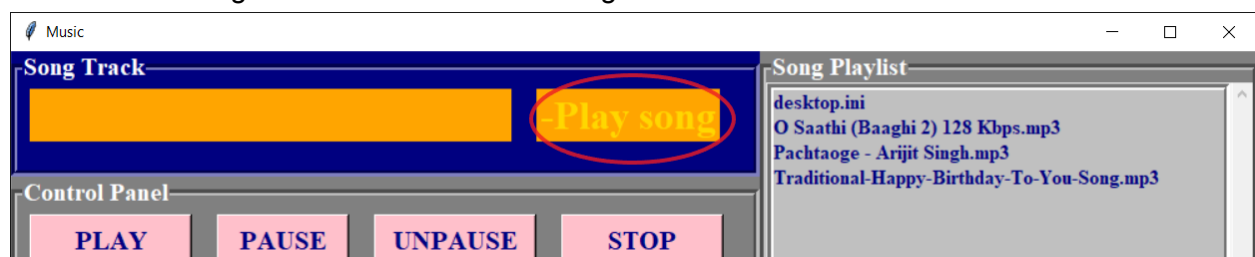 Music
Song Track
-Play song
Song Playlist
desktop.ini
O Saathi (Baaghi 2) 128 Kbps.mp3
Pachtaoge - Arijit Singh.mp3
Traditional-Happy-Birthday-To-You-Song.mp3
Control Panel
PLAY PAUSE UNPAUSE STOP